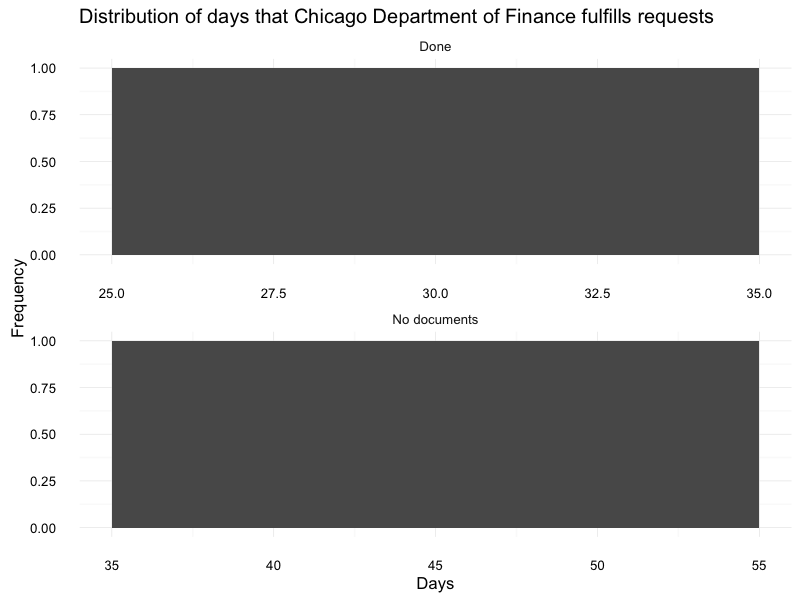 Distribution of days that Chicago Department of Finance fulfills requests
Done
1.00
0.75
0.50
0.25
0.00
25.0 27.5 30.0 32.5 35.0
Frequency
No documents
1.00
0.75
0.50
0.25
0.00
35 40 45 50 55
Days